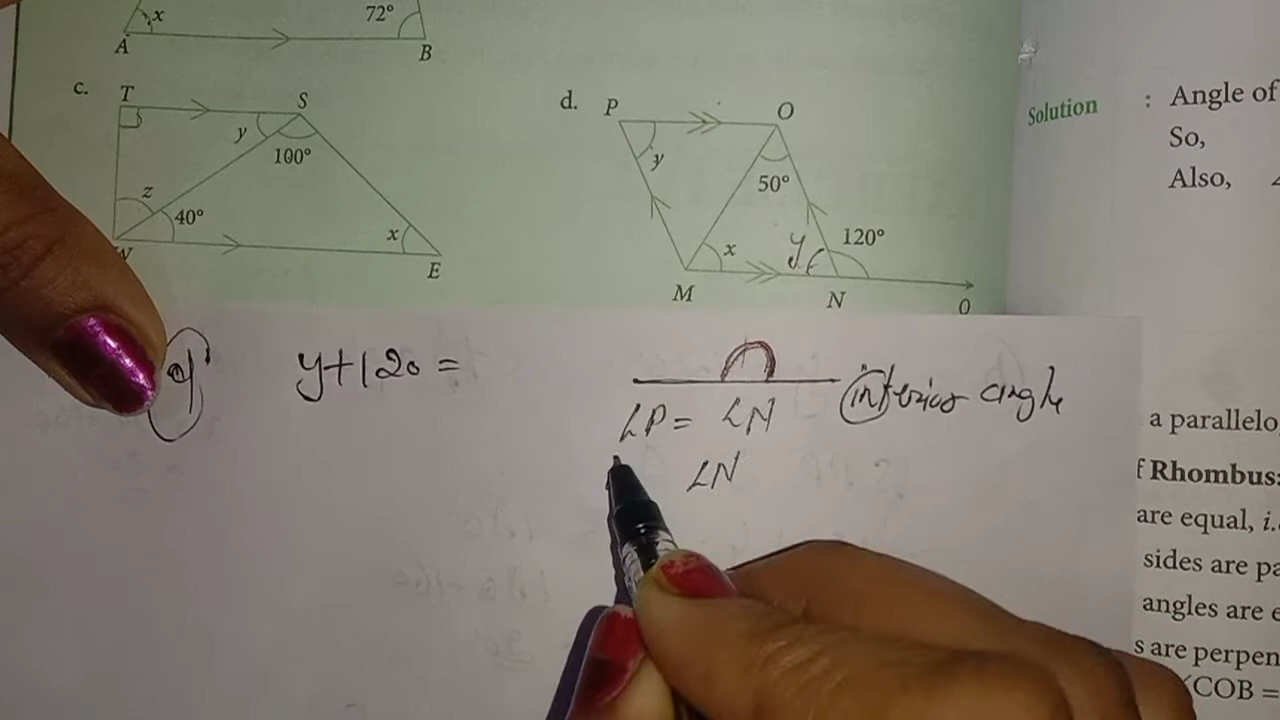 x
72°
A
B
c.
T
S
y
100°
z
40°
x
W
E
d.
P
O
y
50°
x
y
120°
M
N
O
Solution
: Angle of
So,
Also,
d)
y+120 =
interior angle
∠P = ∠N
∠N
a parallelo
f Rhombus:
are equal, i.
sides are pa
angles are e
s are perpen
COB =